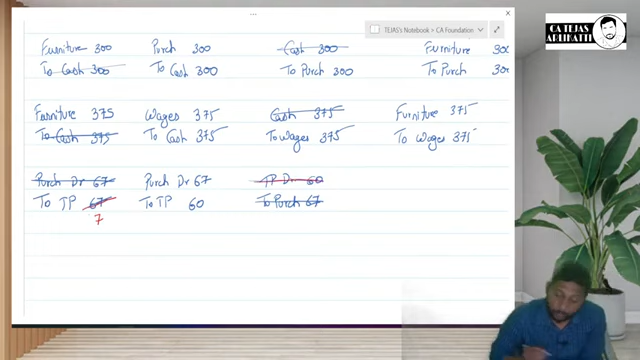 TEJAS's Notebook > CA Foundation
CA TEJAS
ARLIKATTI
Furniture 300 Purch 300 Cash 300 Furniture 300
To Cash 300 To Cash 300 To Purch 300 To Purch 300
Farniture 375 Wages 375 Cash 375 Furniture 375
To Cash 375 To Cash 375 To Wages 375 To Wages 375
Purch Dr 67 Purch Dr 67 TP Dr 60
To TP 67 To TP 60 To Purch 67
7